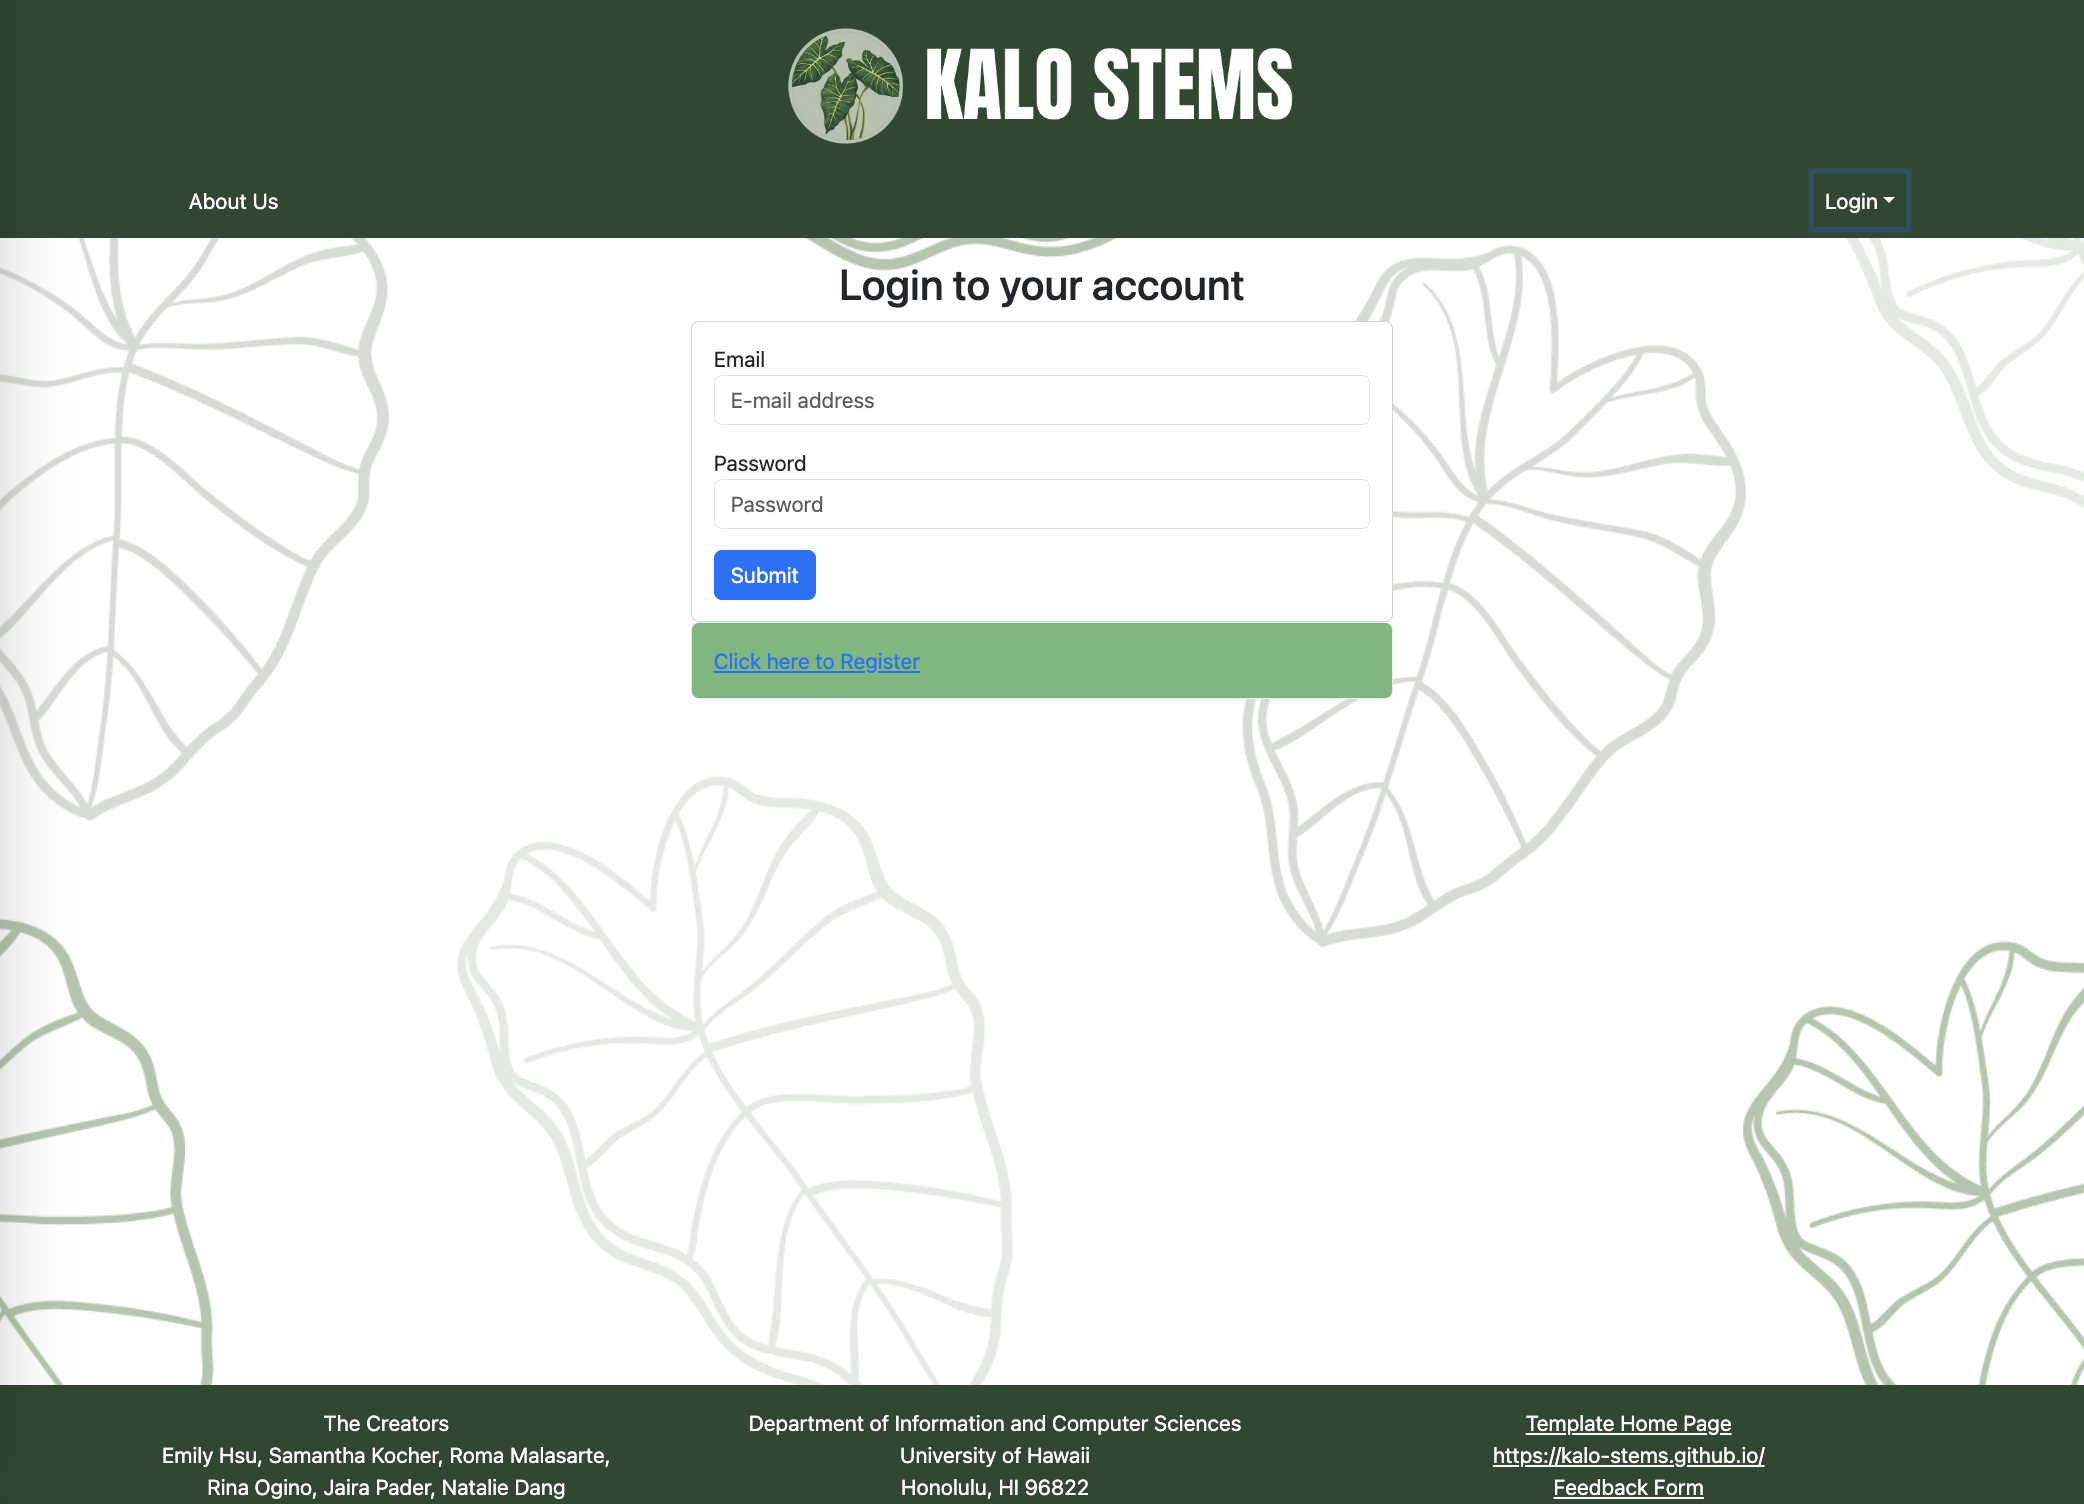 KALO STEMS
About Us
Login
Login to your account
Email
E-mail address
Password
Password
Submit
Click here to Register
The Creators
Emily Hsu, Samantha Kocher, Roma Malasarte,
Rina Ogino, Jaira Pader, Natalie Dang
Department of Information and Computer Sciences
University of Hawaii
Honolulu, HI 96822
Template Home Page
https://kalo-stems.github.io/
Feedback Form